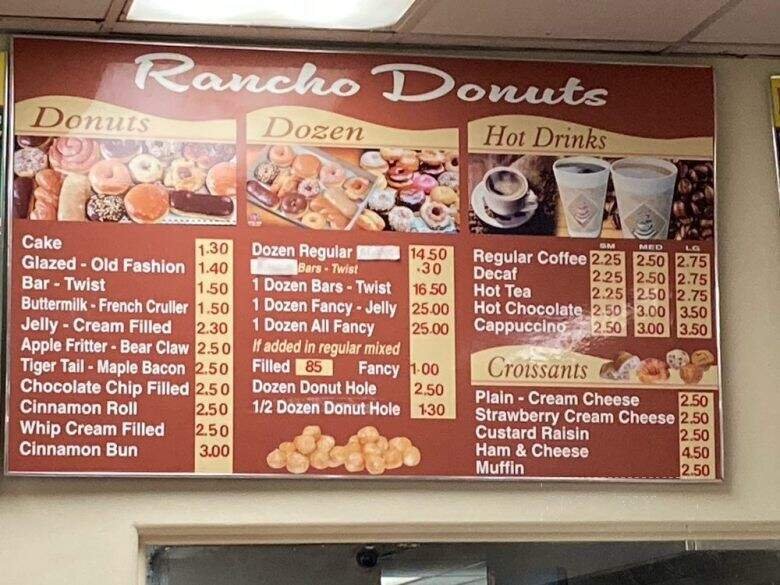 Rancho Donuts
Donuts
Cake 1.30
Glazed - Old Fashion 1.40
Bar - Twist 1.50
Buttermilk - French Cruller 1.50
Jelly - Cream Filled 2.30
Apple Fritter - Bear Claw 2.50
Tiger Tail - Maple Bacon 2.50
Chocolate Chip Filled 2.50
Cinnamon Roll 2.50
Whip Cream Filled 2.50
Cinnamon Bun 3.00
Dozen
Dozen Regular 14.50
Bars - Twist .30
1 Dozen Bars - Twist 16.50
1 Dozen Fancy - Jelly 25.00
1 Dozen All Fancy 25.00
If added in regular mixed
Filled 85 Fancy 1.00
Dozen Donut Hole 2.50
1/2 Dozen Donut Hole 1.30
Hot Drinks
SM MED LG
Regular Coffee 2.25 2.50 2.75
Decaf 2.25 2.50 2.75
Hot Tea 2.25 2.50 2.75
Hot Chocolate 2.50 3.00 3.50
Cappuccino 2.50 3.00 3.50
Croissants
Plain - Cream Cheese 2.50
Strawberry Cream Cheese 2.50
Custard Raisin 2.50
Ham & Cheese 4.50
Muffin 2.50